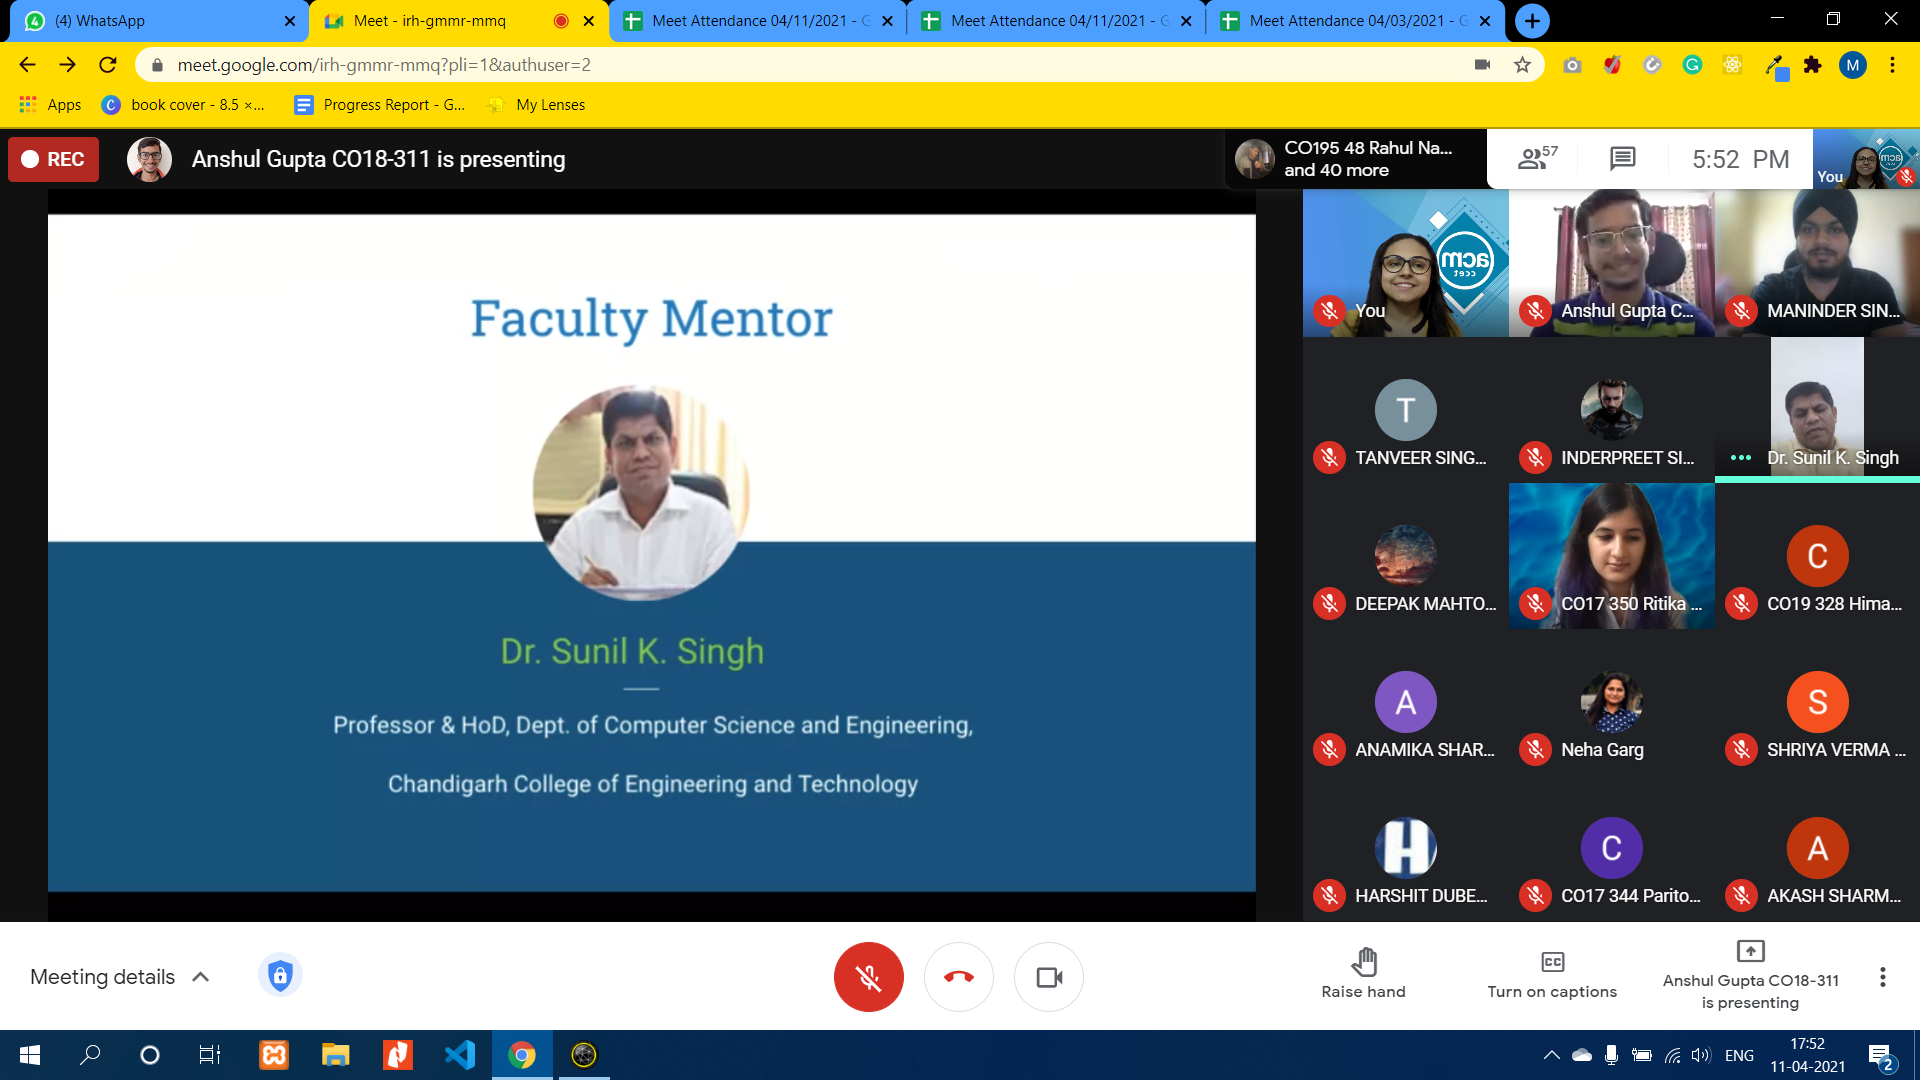 (4) WhatsApp
Meet - irh-gmmr-mmq
Meet Attendance 04/11/2021 - G
Meet Attendance 04/11/2021 - G
Meet Attendance 04/03/2021 - G
meet.google.com/irh-gmmr-mmq?pli=1&authuser=2
M
Apps
book cover - 8.5 ×...
Progress Report - G...
My Lenses
REC
Anshul Gupta CO18-311 is presenting
CO195 48 Rahul Na...
and 40 more
57
5:52 PM
You
Faculty Mentor
Dr. Sunil K. Singh
Professor & HoD, Dept. of Computer Science and Engineering,
Chandigarh College of Engineering and Technology
acm
ccet
You
Anshul Gupta C...
MANINDER SIN...
T
TANVEER SING...
INDERPREET SI...
Dr. Sunil K. Singh
DEEPAK MAHTO...
CO17 350 Ritika ...
C
CO19 328 Hima...
A
ANAMIKA SHAR...
Neha Garg
S
SHRIYA VERMA ...
H
HARSHIT DUBE...
C
CO17 344 Parito...
A
AKASH SHARM...
Meeting details
Raise hand
CC
Turn on captions
Anshul Gupta CO18-311
is presenting
ENG
17:52
11-04-2021
2